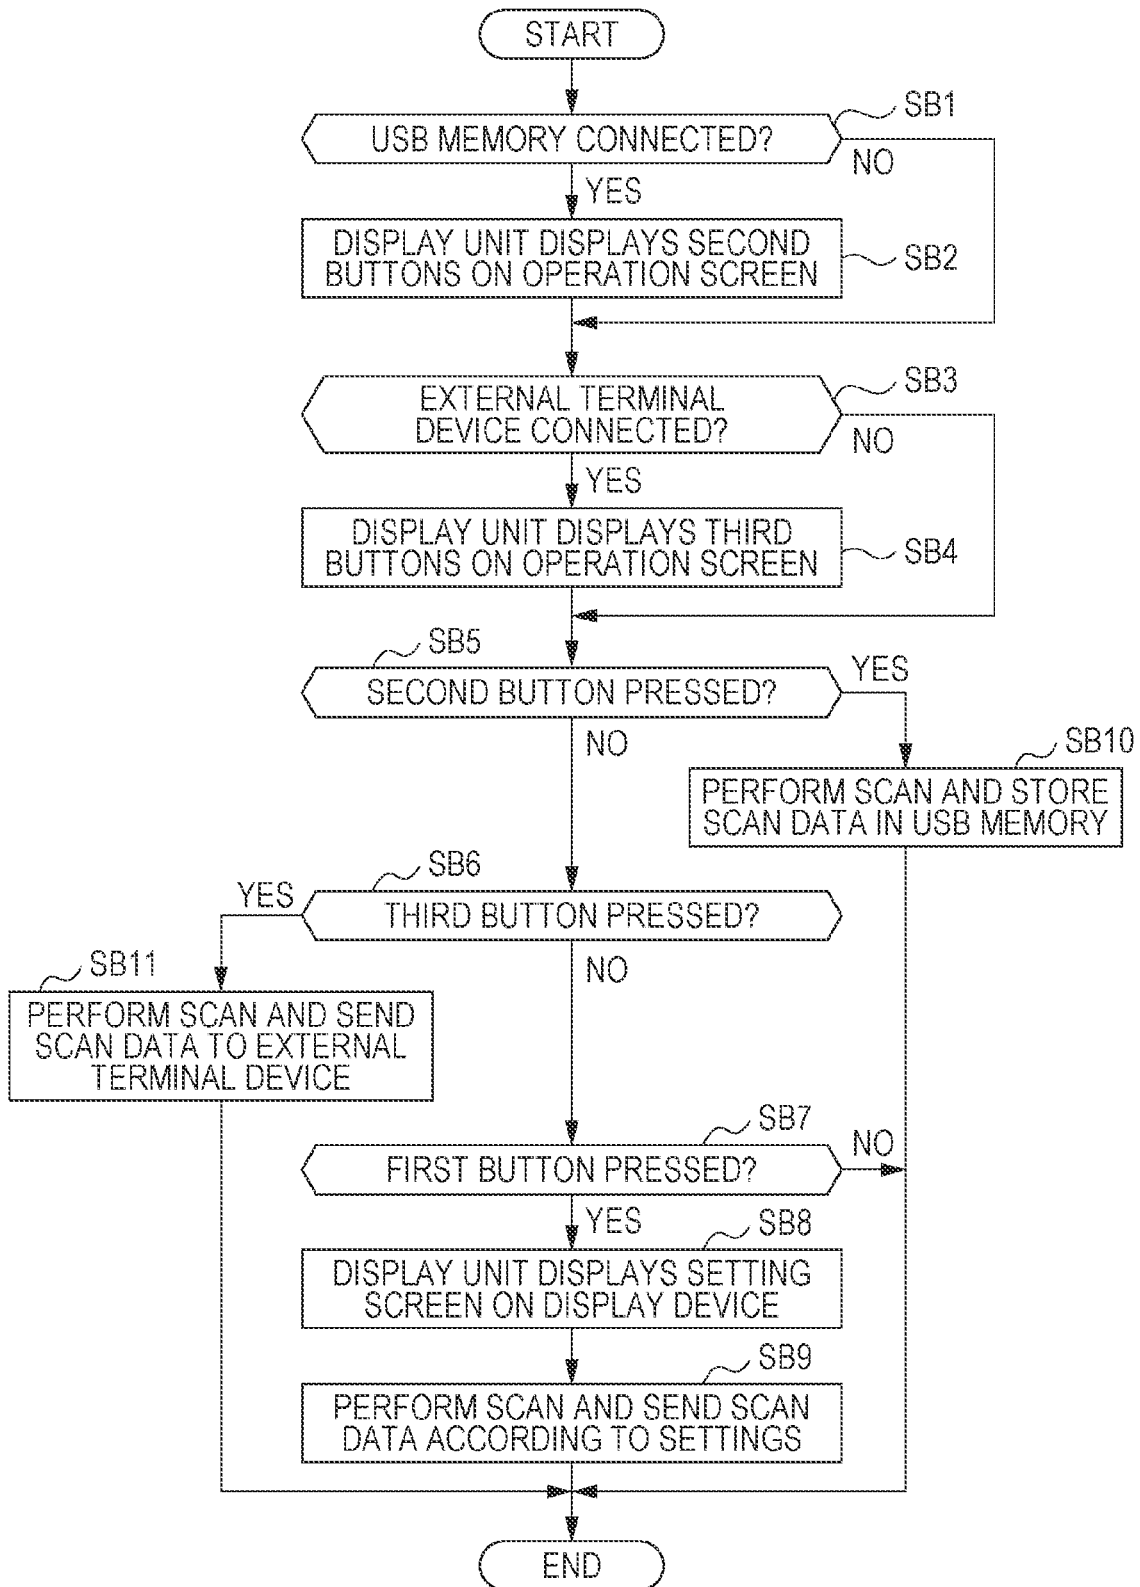 START
SB1
USB MEMORY CONNECTED?
NO
YES
DISPLAY UNIT DISPLAYS SECOND
BUTTONS ON OPERATION SCREEN
SB2
SB3
EXTERNAL TERMINAL
DEVICE CONNECTED?
NO
YES
DISPLAY UNIT DISPLAYS THIRD
BUTTONS ON OPERATION SCREEN
SB4
SB5
YES
SECOND BUTTON PRESSED?
NO
SB10
PERFORM SCAN AND STORE
SCAN DATA IN USB MEMORY
SB6
YES
THIRD BUTTON PRESSED?
NO
SB11
PERFORM SCAN AND SEND
SCAN DATA TO EXTERNAL
TERMINAL DEVICE
SB7
NO
FIRST BUTTON PRESSED?
YES
SB8
DISPLAY UNIT DISPLAYS SETTING
SCREEN ON DISPLAY DEVICE
SB9
PERFORM SCAN AND SEND SCAN
DATA ACCORDING TO SETTINGS
END